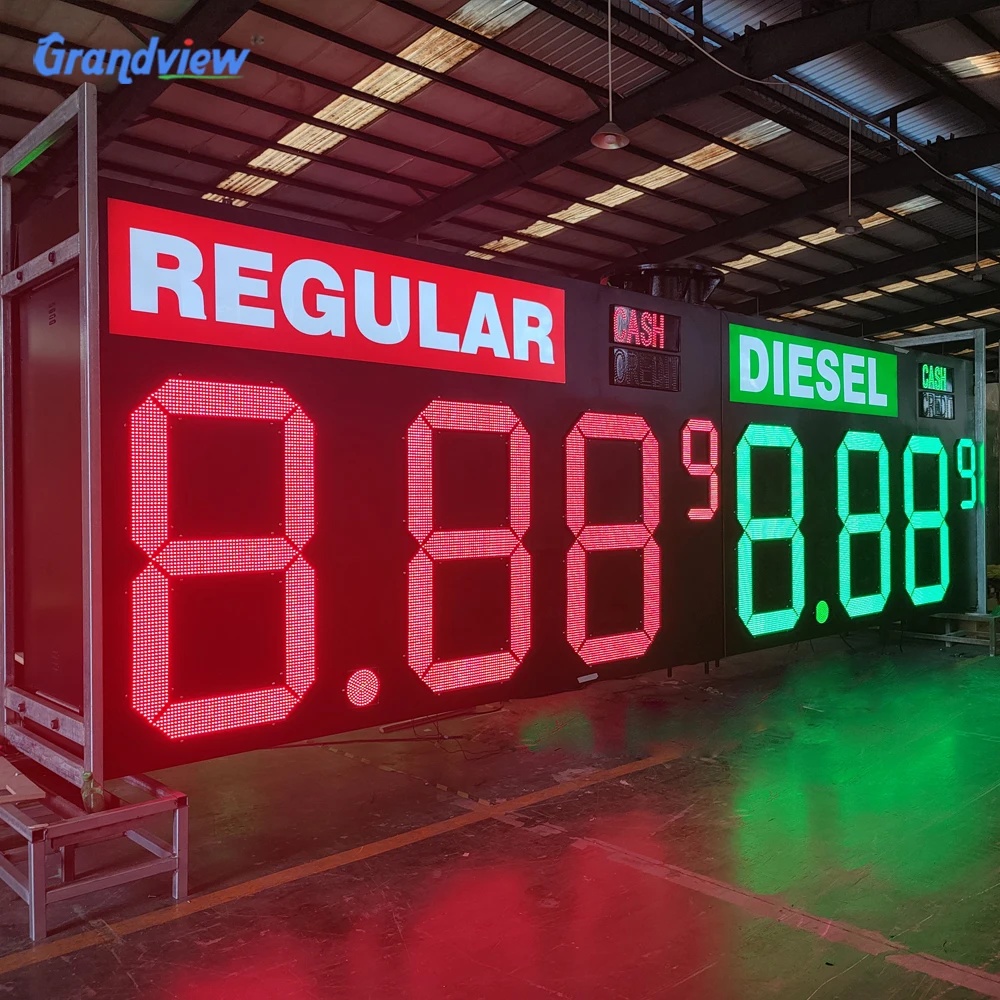 Grandview
REGULAR
CASH
CREDIT
8.88 9
DIESEL
CASH
CREDIT
8.88 9